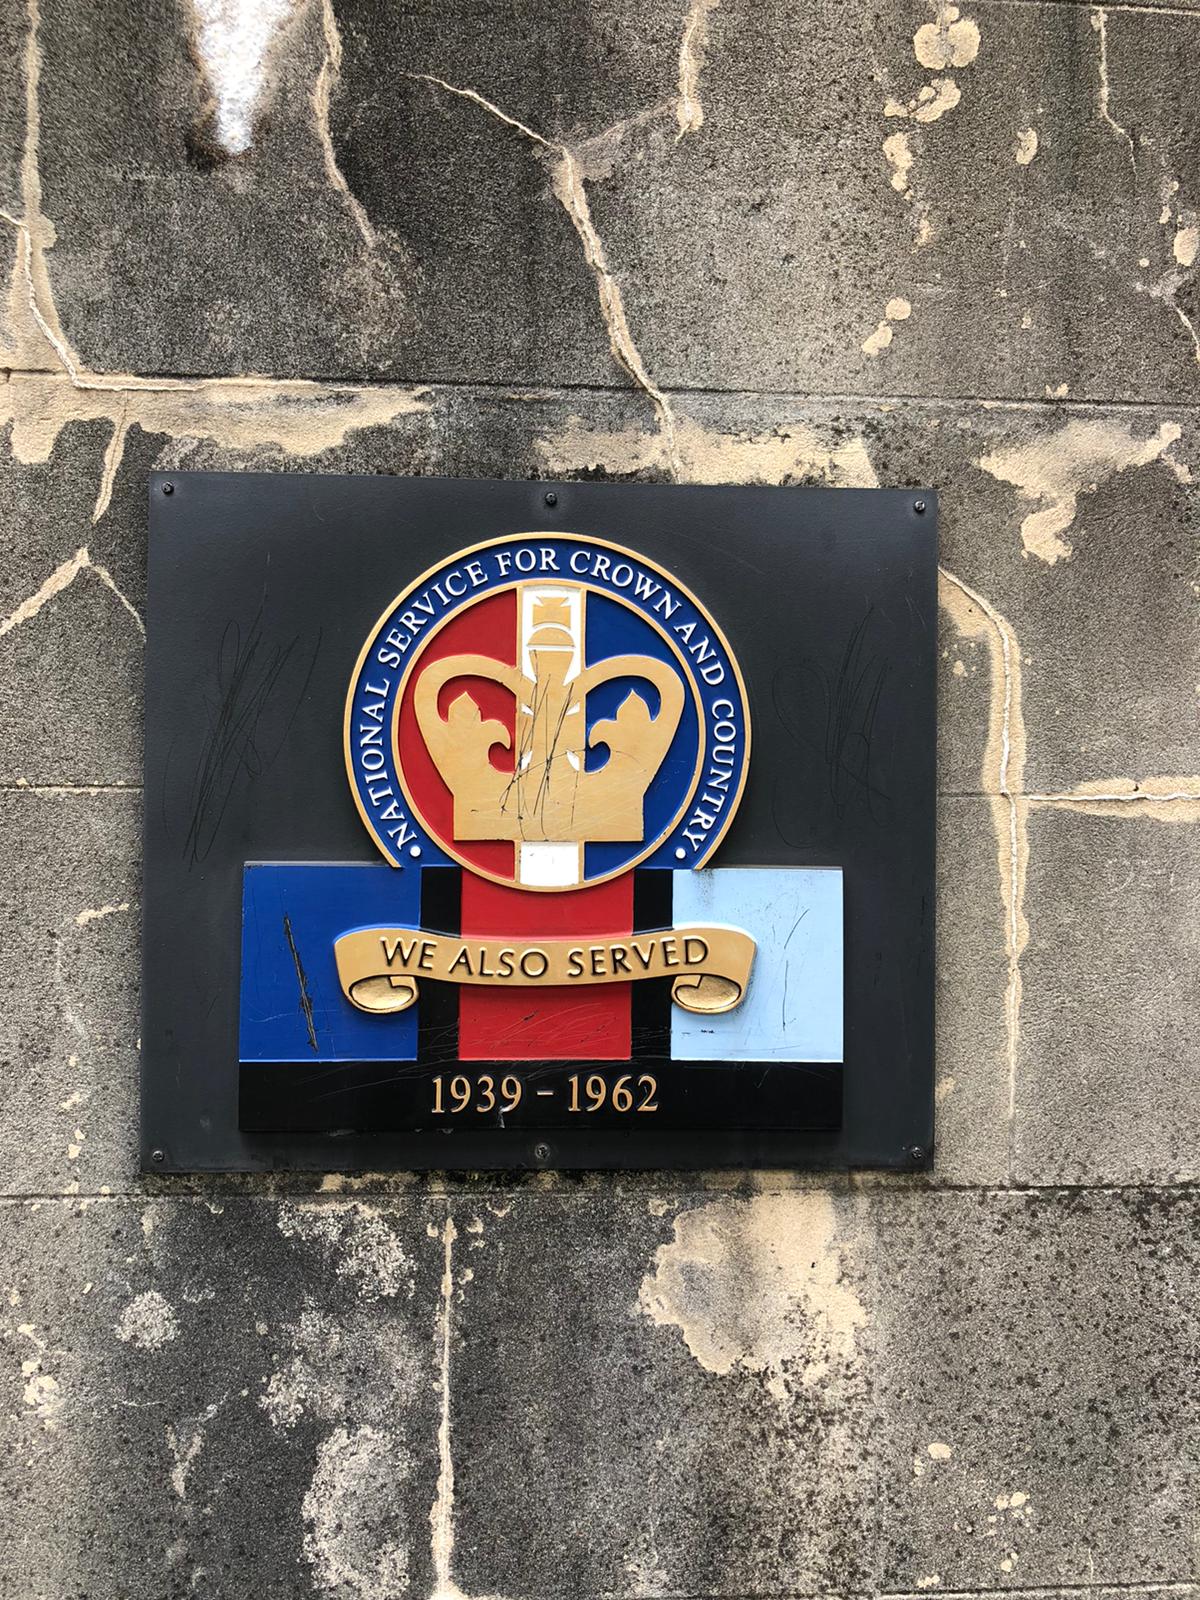 NATIONAL SERVICE FOR CROWN AND COUNTRY
WE ALSO SERVED
1939 - 1962